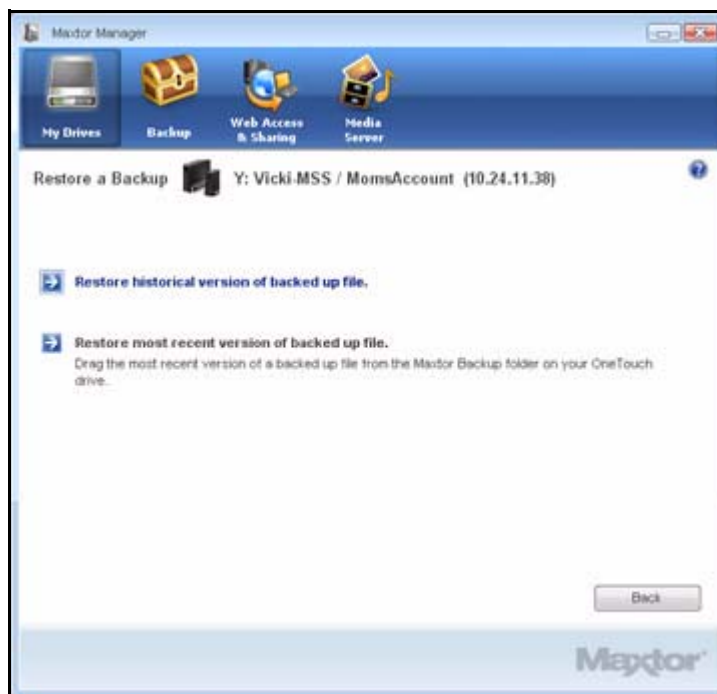 Maxtor Manager
My Drives
Backup
Web Access
& Sharing
Media
Server
Restore a Backup Y: Vicki-MSS / MomsAccount (10.24.11.38)
?
Restore historical version of backed up file.
Restore most recent version of backed up file.
Drag the most recent version of a backed up file from the Maxtor Backup folder on your OneTouch
drive.
Back
Maxtor